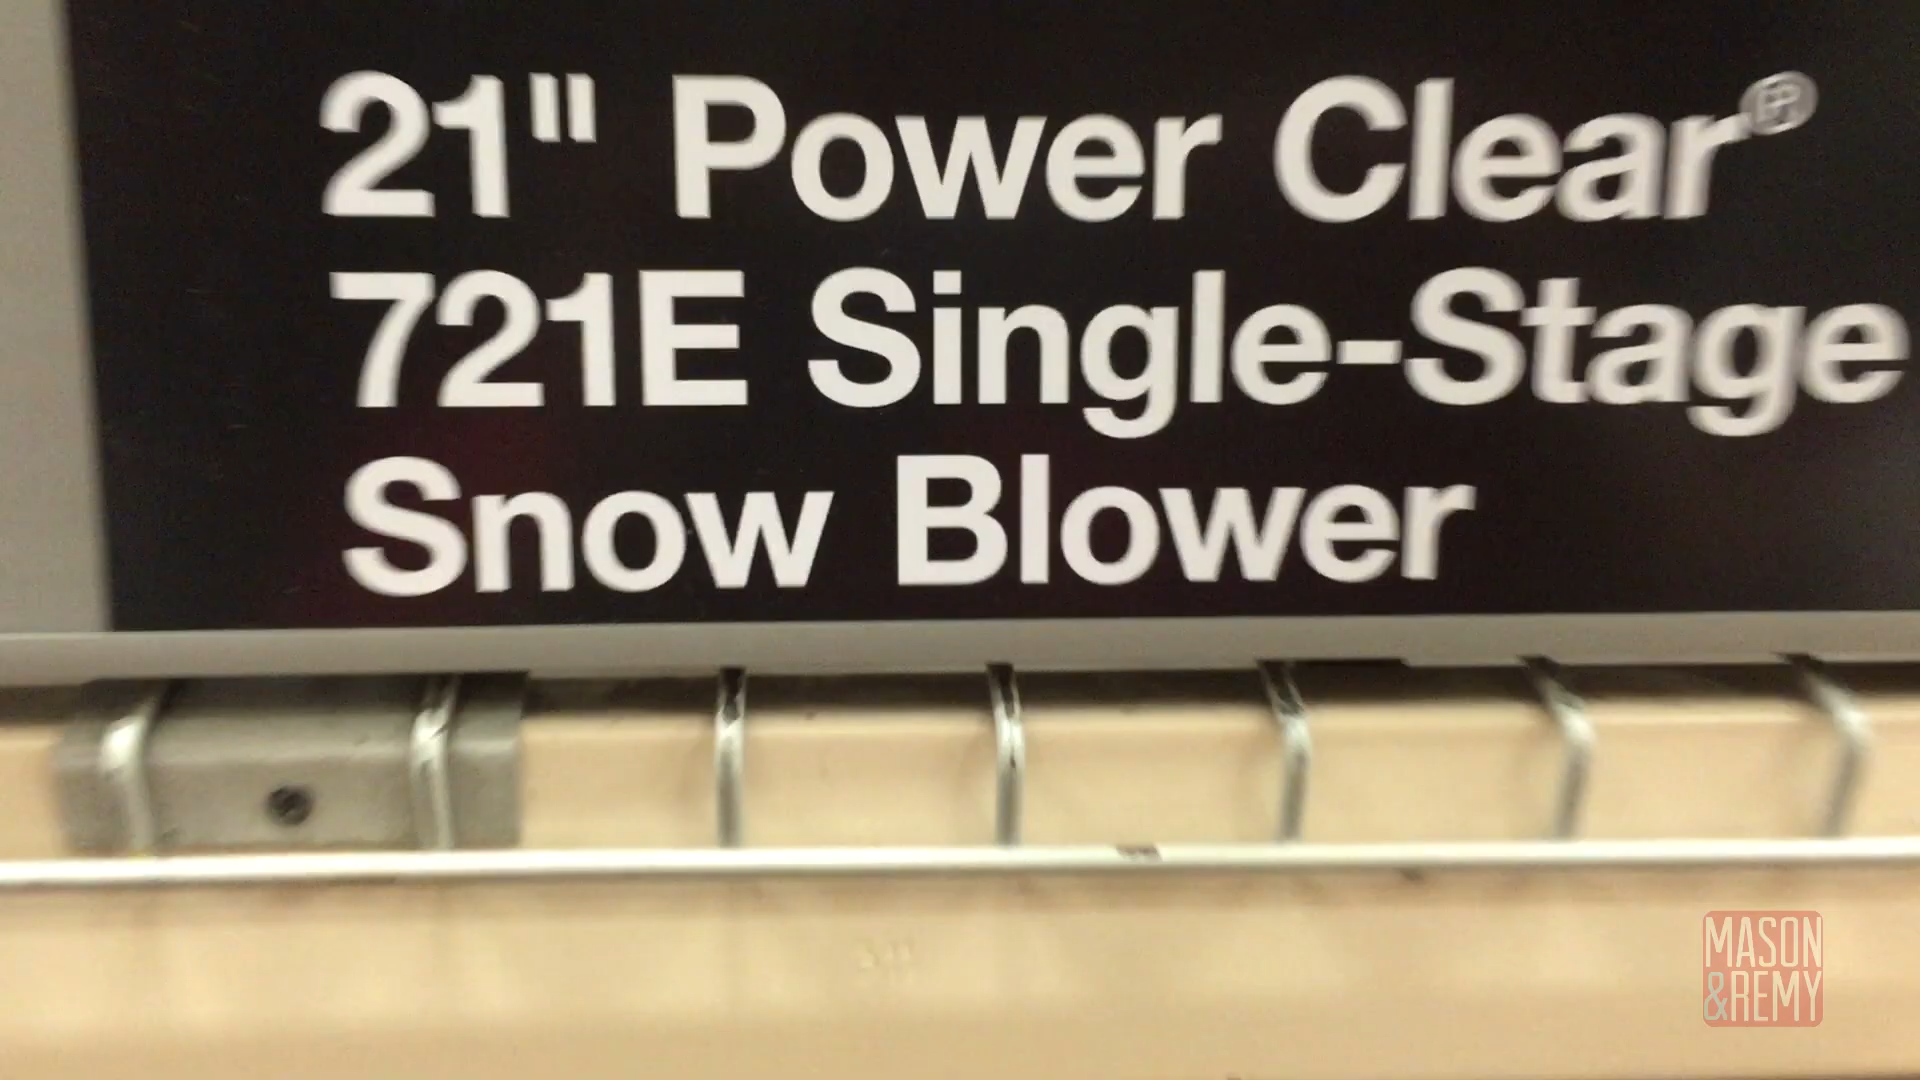 21" Power Clear®
721E Single-Stage
Snow Blower
MASON
&REMY